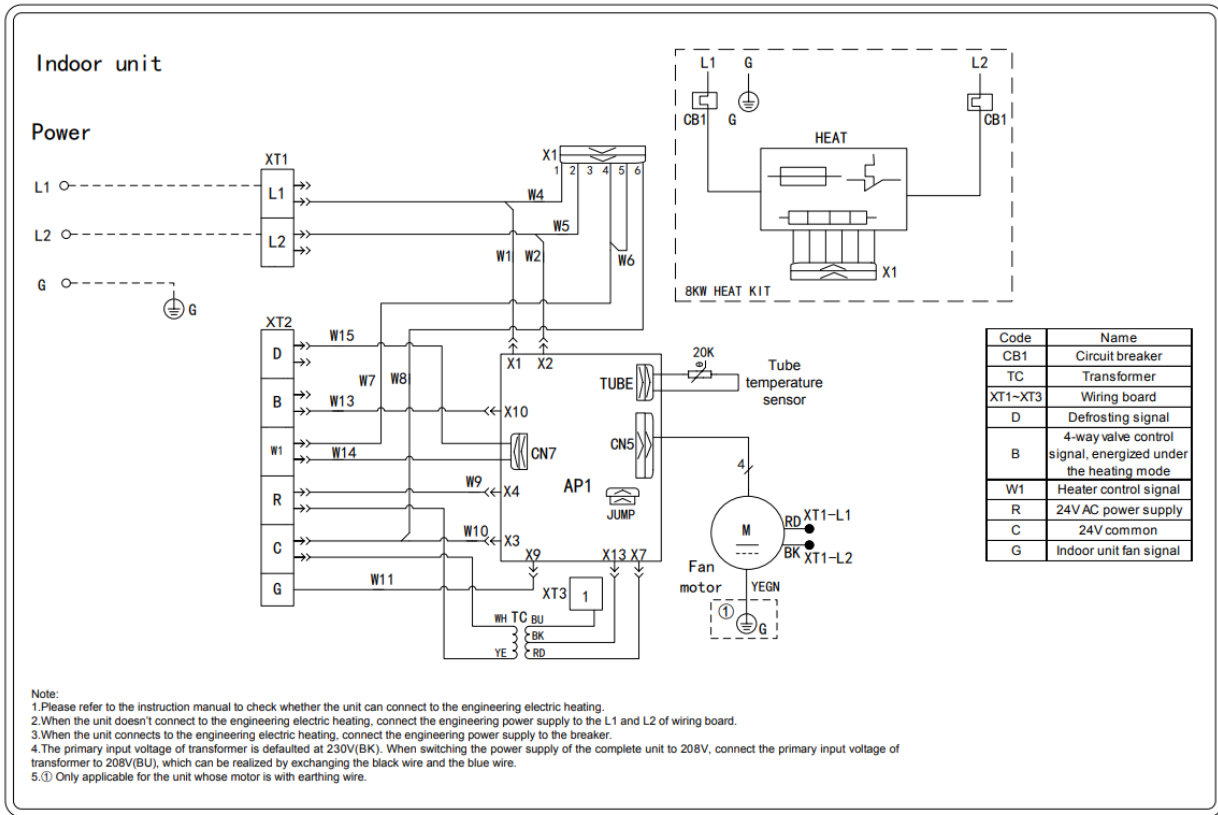 Indoor unit
Power
L1
L2
G
G
XT1
L1
L2
X1
1 2 3 4 5 6
W4
W5
W1
W2
W6
L1
G
L2
CB1
G
CB1
HEAT
X1
8KW HEAT KIT
XT2
D
B
W1
R
C
G
W15
W7
W8
W13
W14
W9
W10
W11
X1
X2
X10
CN7
X4
X3
X9
X13
X7
TUBE
CN5
AP1
JUMP
20K
θ
Tube
temperature
sensor
4
M
RD
XT1-L1
BK
XT1-L2
Fan
motor
YEGN
①
G
XT3
1
WH
TC
BU
BK
YE
RD
Code Name
CB1 Circuit breaker
TC Transformer
XT1~XT3 Wiring board
D Defrosting signal
B 4-way valve control
signal, energized under
the heating mode
W1 Heater control signal
R 24V AC power supply
C 24V common
G Indoor unit fan signal
Note:
1.Please refer to the instruction manual to check whether the unit can connect to the engineering electric heating.
2.When the unit doesn't connect to the engineering electric heating, connect the engineering power supply to the L1 and L2 of wiring board.
3.When the unit connects to the engineering electric heating, connect the engineering power supply to the breaker.
4.The primary input voltage of transformer is defaulted at 230V(BK). When switching the power supply of the complete unit to 208V, connect the primary input voltage of
transformer to 208V(BU), which can be realized by exchanging the black wire and the blue wire.
5.① Only applicable for the unit whose motor is with earthing wire.